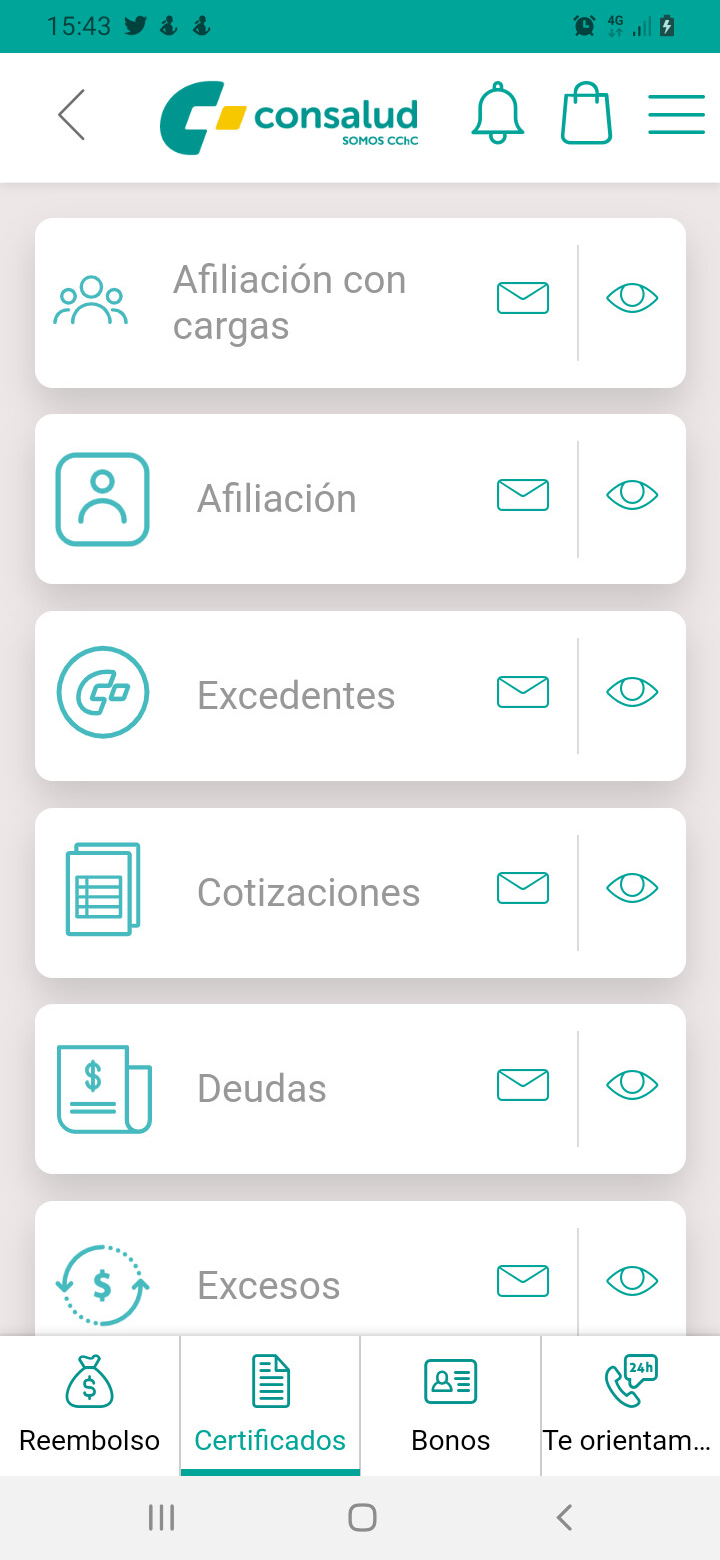 15:43
4G
consalud
SOMOS CChC
Afiliación con
cargas
Afiliación
Excedentes
Cotizaciones
Deudas
$
Excesos
$
$
24h
Reembolso
Certificados
Bonos
Te orientam...